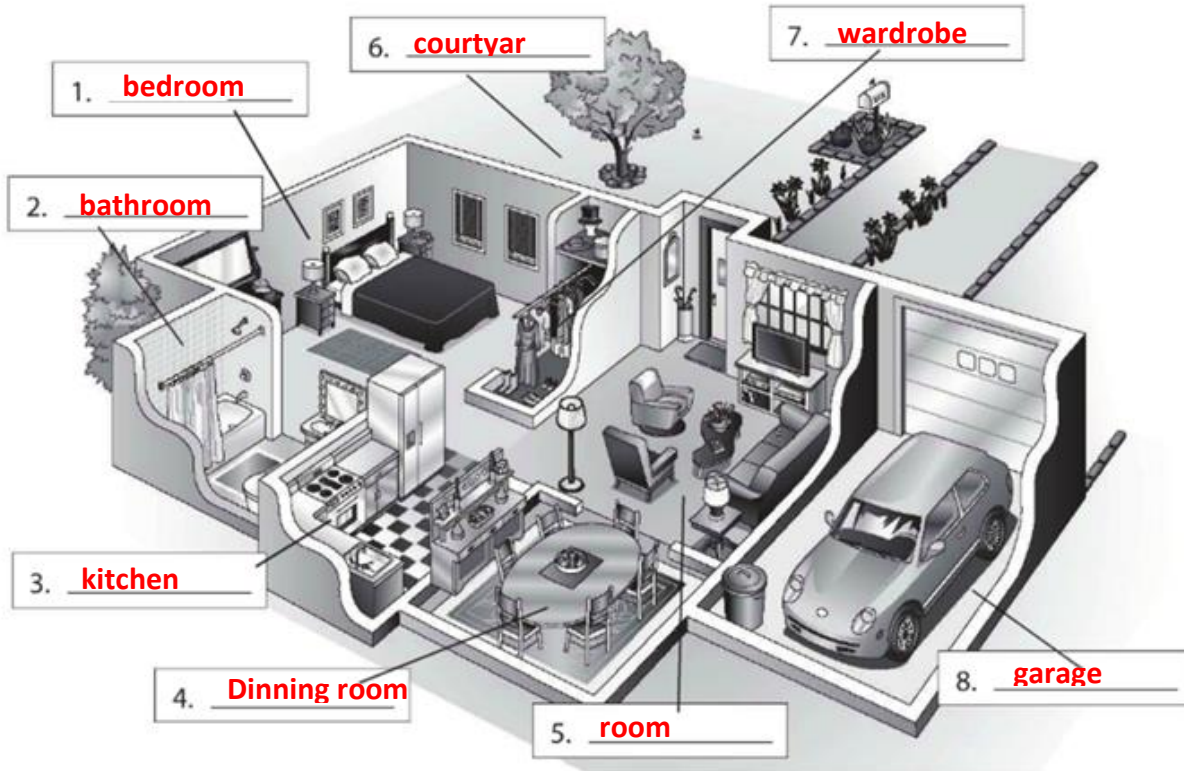 6. courtyar
7. wardrobe
1. bedroom
2. bathroom
3. kitchen
4. Dinning room
5. room
8. garage